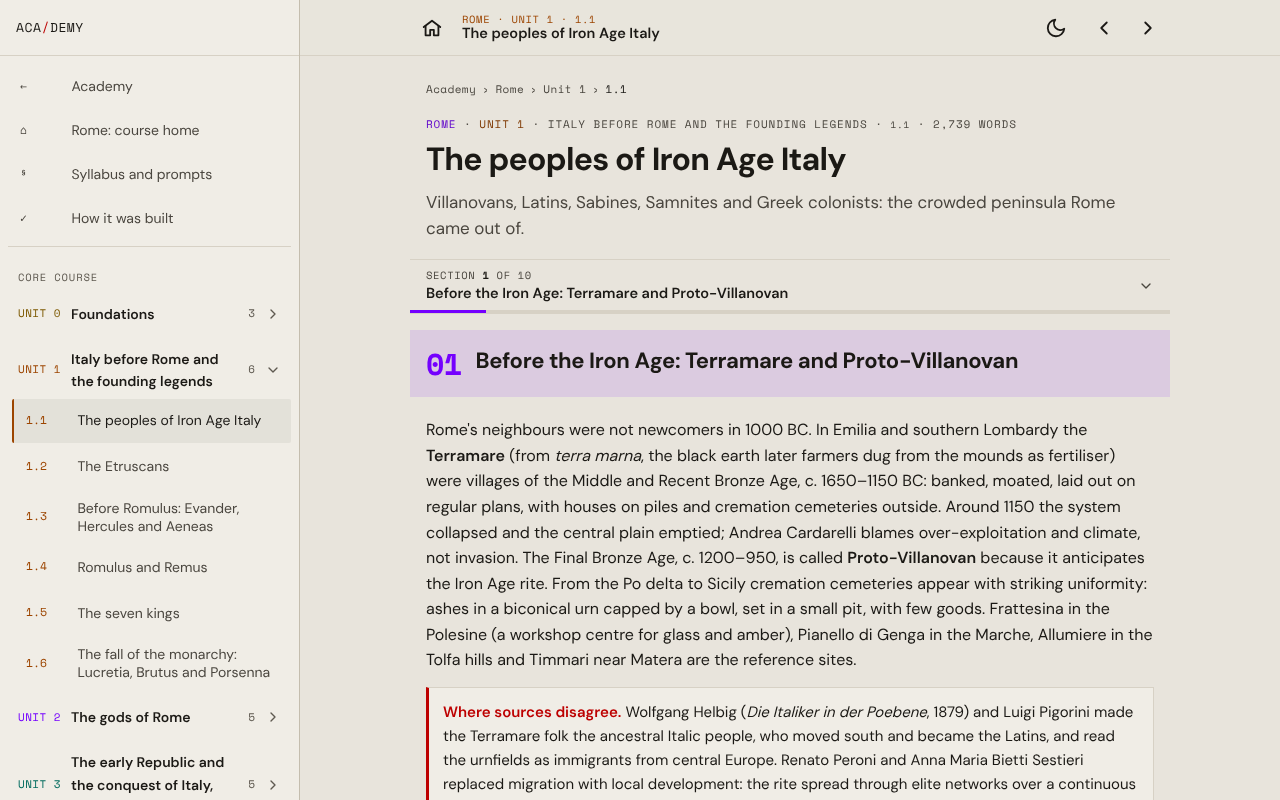 ACA/DEMY
← Academy
⌂ Rome: course home
§ Syllabus and prompts
✓ How it was built
CORE COURSE
UNIT 0 Foundations 3
UNIT 1 Italy before Rome and the founding legends 6
1.1 The peoples of Iron Age Italy
1.2 The Etruscans
1.3 Before Romulus: Evander,
Hercules and Aeneas
1.4 Romulus and Remus
1.5 The seven kings
1.6 The fall of the monarchy:
Lucretia, Brutus and Porsenna
UNIT 2 The gods of Rome 5
UNIT 3 The early Republic and
the conquest of Italy, 5
ROME · UNIT 1 · 1.1
The peoples of Iron Age Italy
Academy › Rome › Unit 1 › 1.1
ROME · UNIT 1 · ITALY BEFORE ROME AND THE FOUNDING LEGENDS · 1.1 · 2,739 WORDS
The peoples of Iron Age Italy
Villanovans, Latins, Sabines, Samnites and Greek colonists: the crowded peninsula Rome
came out of.
SECTION 1 OF 10
Before the Iron Age: Terramare and Proto-Villanovan
01 Before the Iron Age: Terramare and Proto-Villanovan
Rome's neighbours were not newcomers in 1000 BC. In Emilia and southern Lombardy the
Terramare (from terra marna, the black earth later farmers dug from the mounds as fertiliser)
were villages of the Middle and Recent Bronze Age, c. 1650–1150 BC: banked, moated, laid out on
regular plans, with houses on piles and cremation cemeteries outside. Around 1150 the system
collapsed and the central plain emptied; Andrea Cardarelli blames over-exploitation and climate,
not invasion. The Final Bronze Age, c. 1200–950, is called Proto-Villanovan because it anticipates
the Iron Age rite. From the Po delta to Sicily cremation cemeteries appear with striking uniformity:
ashes in a biconical urn capped by a bowl, set in a small pit, with few goods. Frattesina in the
Polesine (a workshop centre for glass and amber), Pianello di Genga in the Marche, Allumiere in the
Tolfa hills and Timmari near Matera are the reference sites.
Where sources disagree. Wolfgang Helbig (Die Italiker in der Poebene, 1879) and Luigi Pigorini made
the Terramare folk the ancestral Italic people, who moved south and became the Latins, and read
the urnfields as immigrants from central Europe. Renato Peroni and Anna Maria Bietti Sestieri
replaced migration with local development: the rite spread through elite networks over a continuous